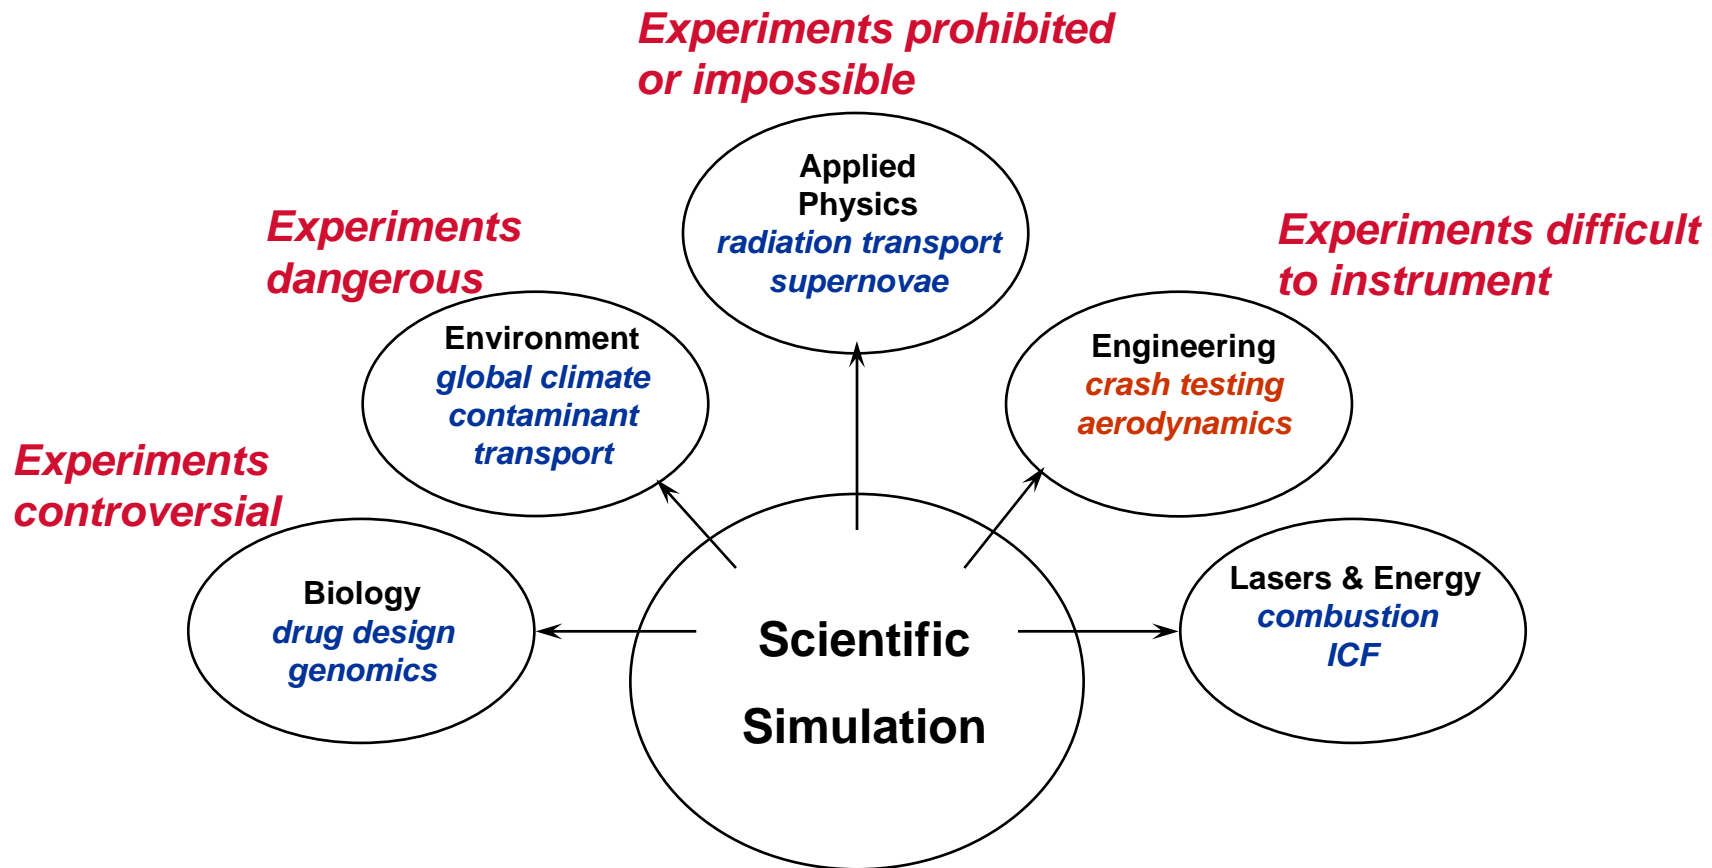 Experiments prohibited
or impossible
Applied
Physics
radiation transport
supernovae
Experiments
dangerous
Environment
global climate
contaminant
transport
Experiments difficult
to instrument
Engineering
crash testing
aerodynamics
Experiments
controversial
Biology
drug design
genomics
Lasers & Energy
combustion
ICF
Scientific
Simulation